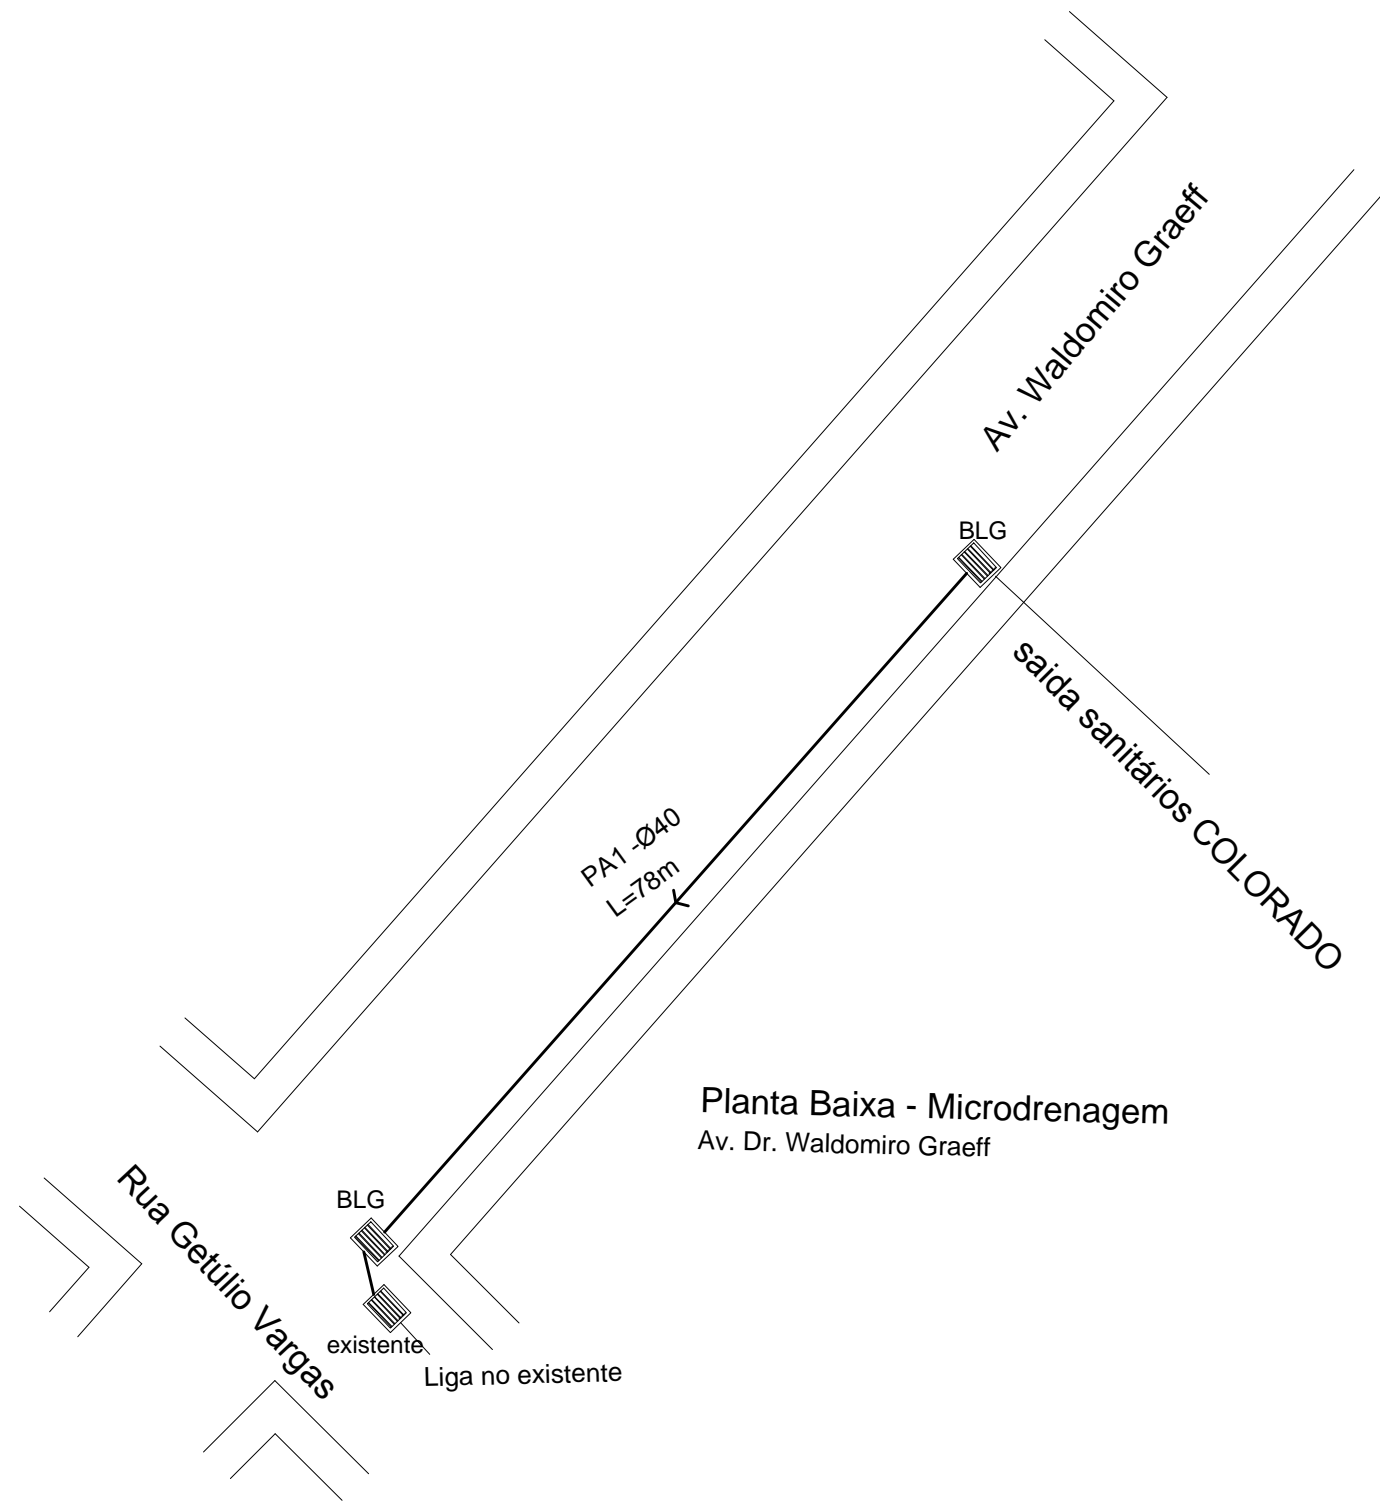 Av. Waldomiro Graeff
BLG
saida sanitários COLORADO
PA1 -Ø40
L=78m
Planta Baixa - Microdrenagem
Av. Dr. Waldomiro Graeff
Rua Getúlio Vargas
BLG
existente
Liga no existente